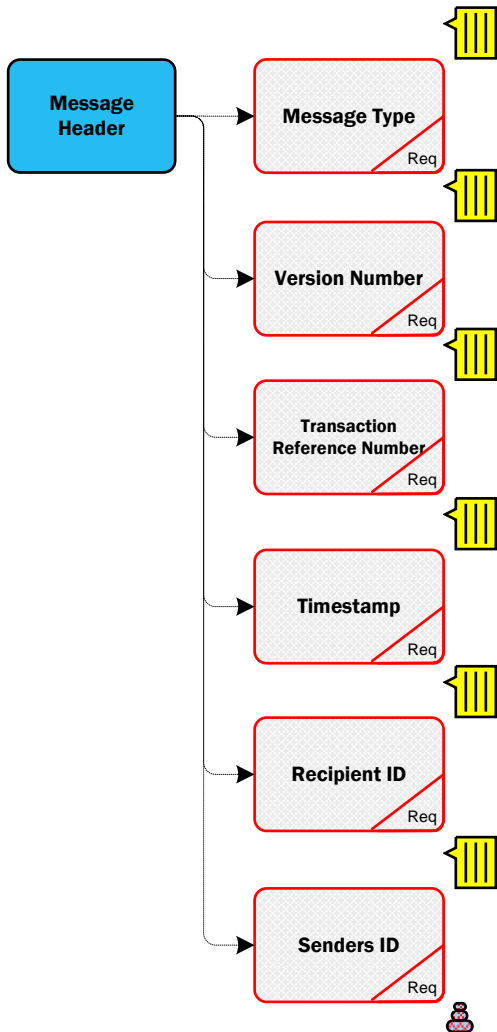 Message
Header
Message Type
Req
Version Number
Req
Transaction
Reference Number
Req
Timestamp
Req
Recipient ID
Req
Senders ID
Req